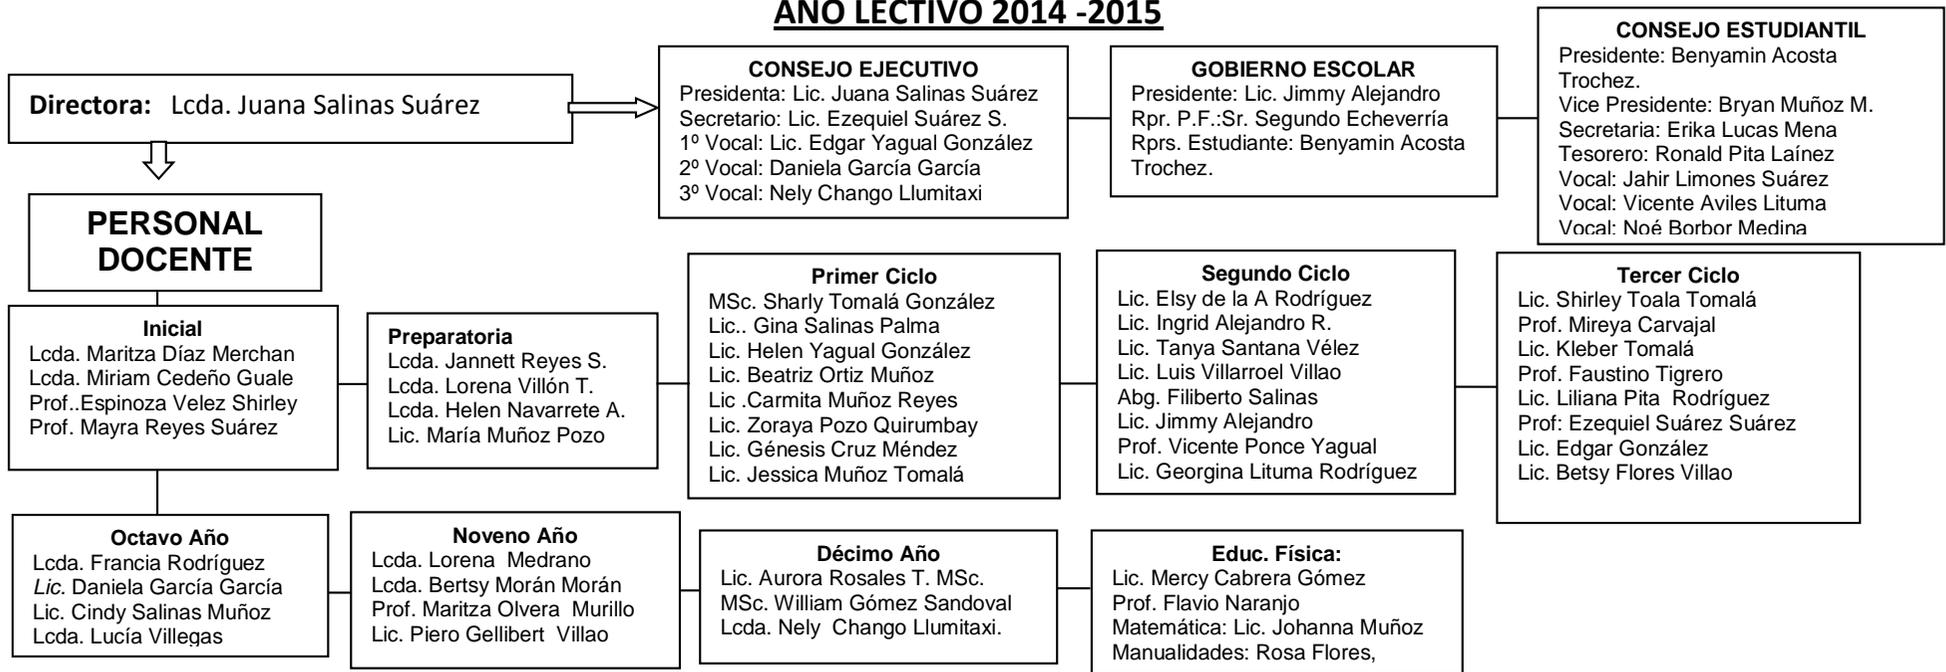 AÑO LECTIVO 2014 -2015
Directora: Lcda. Juana Salinas Suárez
CONSEJO EJECUTIVO
Presidenta: Lic. Juana Salinas Suárez
Secretario: Lic. Ezequiel Suárez S.
1º Vocal: Lic. Edgar Yagual González
2º Vocal: Daniela García García
3º Vocal: Nely Chango Llumitaxi
GOBIERNO ESCOLAR
Presidente: Lic. Jimmy Alejandro
Rpr. P.F.:Sr. Segundo Echeverría
Rprs. Estudiante: Benyamin Acosta
Trochez.
CONSEJO ESTUDIANTIL
Presidente: Benyamin Acosta
Trochez.
Vice Presidente: Bryan Muñoz M.
Secretaria: Erika Lucas Mena
Tesorero: Ronald Pita Laínez
Vocal: Jahir Limones Suárez
Vocal: Vicente Aviles Lituma
Vocal: Noé Borbor Medina
PERSONAL
DOCENTE
Inicial
Lcda. Maritza Díaz Merchan
Lcda. Miriam Cedeño Guale
Prof..Espinoza Velez Shirley
Prof. Mayra Reyes Suárez
Preparatoria
Lcda. Jannett Reyes S.
Lcda. Lorena Villón T.
Lcda. Helen Navarrete A.
Lic. María Muñoz Pozo
Primer Ciclo
MSc. Sharly Tomalá González
Lic.. Gina Salinas Palma
Lic. Helen Yagual González
Lic. Beatriz Ortiz Muñoz
Lic .Carmita Muñoz Reyes
Lic. Zoraya Pozo Quirumbay
Lic. Génesis Cruz Méndez
Lic. Jessica Muñoz Tomalá
Segundo Ciclo
Lic. Elsy de la A Rodríguez
Lic. Ingrid Alejandro R.
Lic. Tanya Santana Vélez
Lic. Luis Villarroel Villao
Abg. Filiberto Salinas
Lic. Jimmy Alejandro
Prof. Vicente Ponce Yagual
Lic. Georgina Lituma Rodríguez
Tercer Ciclo
Lic. Shirley Toala Tomalá
Prof. Mireya Carvajal
Lic. Kleber Tomalá
Prof. Faustino Tigrero
Lic. Liliana Pita  Rodríguez
Prof: Ezequiel Suárez Suárez
Lic. Edgar González
Lic. Betsy Flores Villao
Octavo Año
Lcda. Francia Rodríguez
Lic. Daniela García García
Lic. Cindy Salinas Muñoz
Lcda. Lucía Villegas
Noveno Año
Lcda. Lorena  Medrano
Lcda. Bertsy Morán Morán
Prof. Maritza Olvera  Murillo
Lic. Piero Gellibert  Villao
Décimo Año
Lic. Aurora Rosales T. MSc.
MSc. William Gómez Sandoval
Lcda. Nely  Chango Llumitaxi.
Educ. Física:
Lic. Mercy Cabrera Gómez
Prof. Flavio Naranjo
Matemática: Lic. Johanna Muñoz
Manualidades: Rosa Flores,